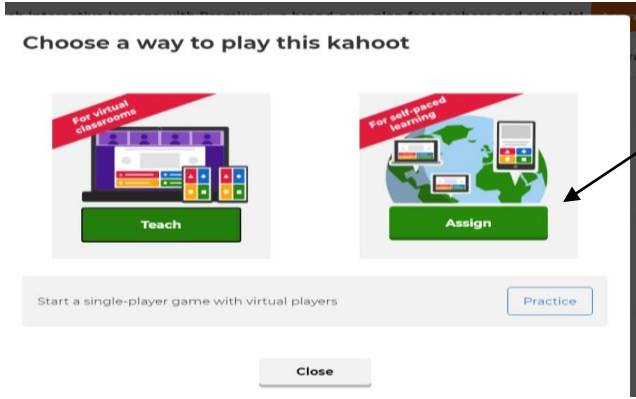 Choose a way to play this kahoot
For virtual
classrooms
For self-paced
learning
Teach
Assign
Start a single-player game with virtual players
Practice
Close